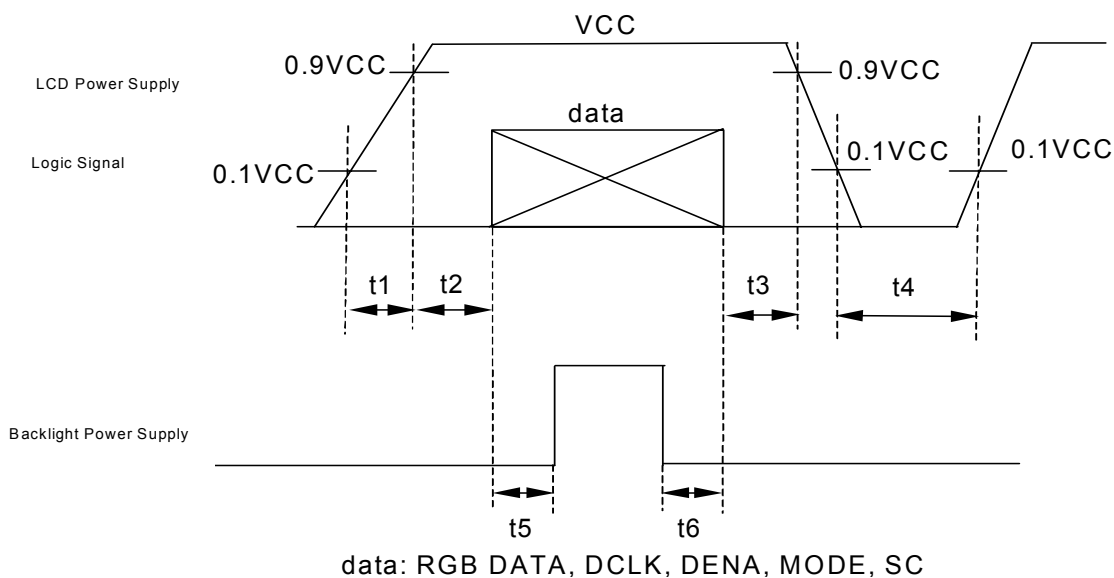 VCC
0.9VCC
0.9VCC
LCD Power Supply
data
Logic Signal
0.1VCC
0.1VCC
0.1VCC
t1
t2
t3
t4
Backlight Power Supply
t5
t6
data: RGB DATA, DCLK, DENA, MODE, SC